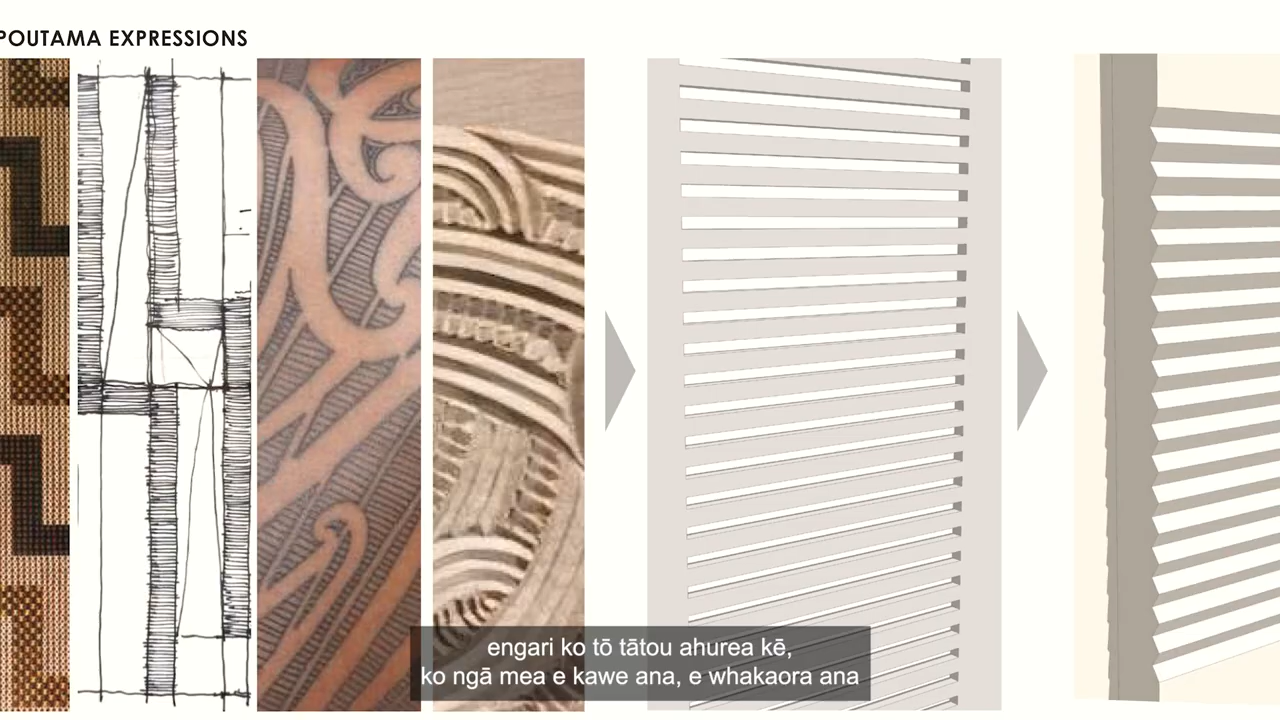 POUTAMA EXPRESSIONS
engari ko tō tātou ahurea kē,
ko ngā mea e kawe ana, e whakaora ana